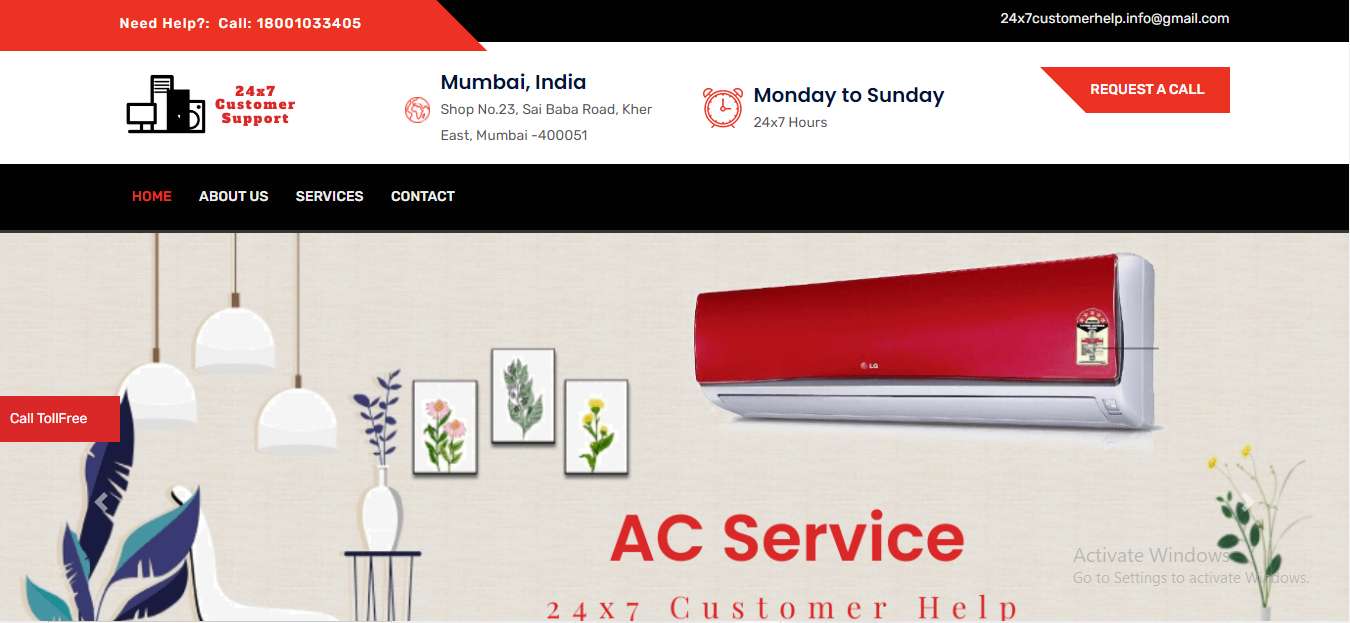 Need Help?: Call: 18001033405
24x7customerhelp.info@gmail.com
24x7
Customer
Support
Mumbai, India
Shop No.23, Sai Baba Road, Kher
East, Mumbai -400051
Monday to Sunday
24x7 Hours
REQUEST A CALL
HOME
ABOUT US
SERVICES
CONTACT
LG
Call TollFree
AC Service
24x7 Customer Help
Activate Windows
Go to Settings to activate Windows.